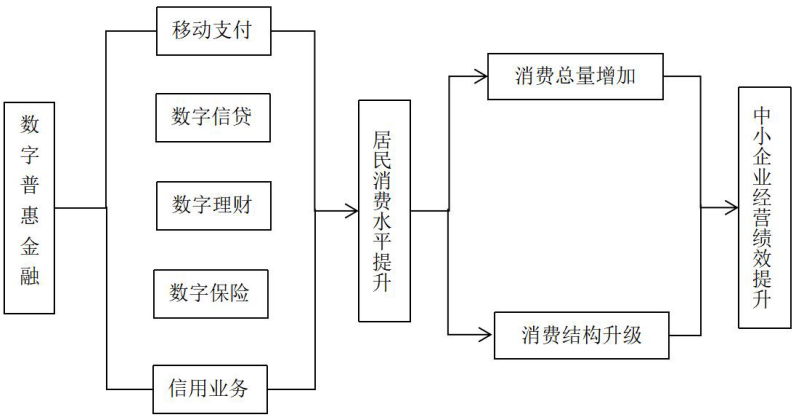 数字普惠金融
移动支付
数字信贷
数字理财
数字保险
信用业务
居民消费水平提升
消费总量增加
消费结构升级
中小企业经营绩效提升